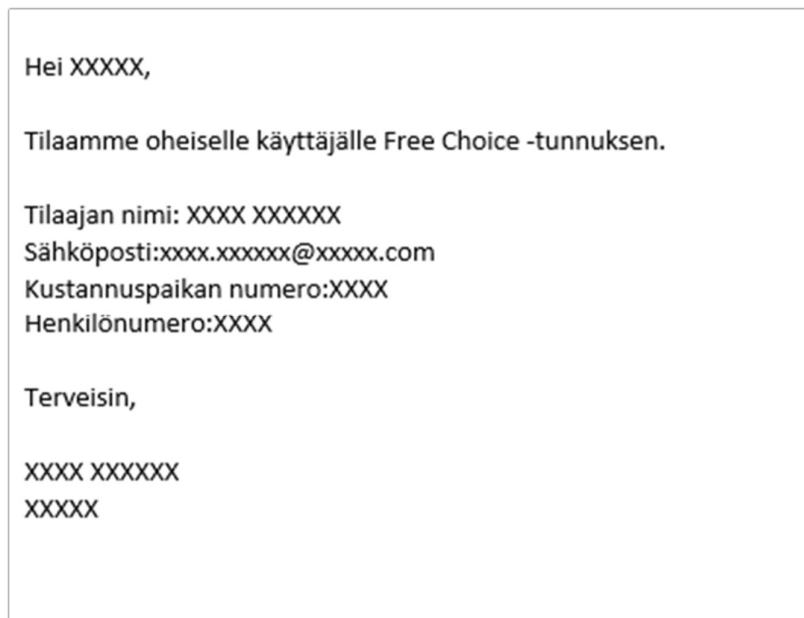 Hei XXXXX,
Tilaamme oheiselle käyttäjälle Free Choice -tunnuksen.
Tilaajan nimi: XXXX XXXXXX
Sähköposti:xxxx.xxxxxx@xxxxx.com
Kustannuspaikan numero:XXXX
Henkilönumero:XXXX
Terveisin,
XXXX XXXXXX
XXXXX